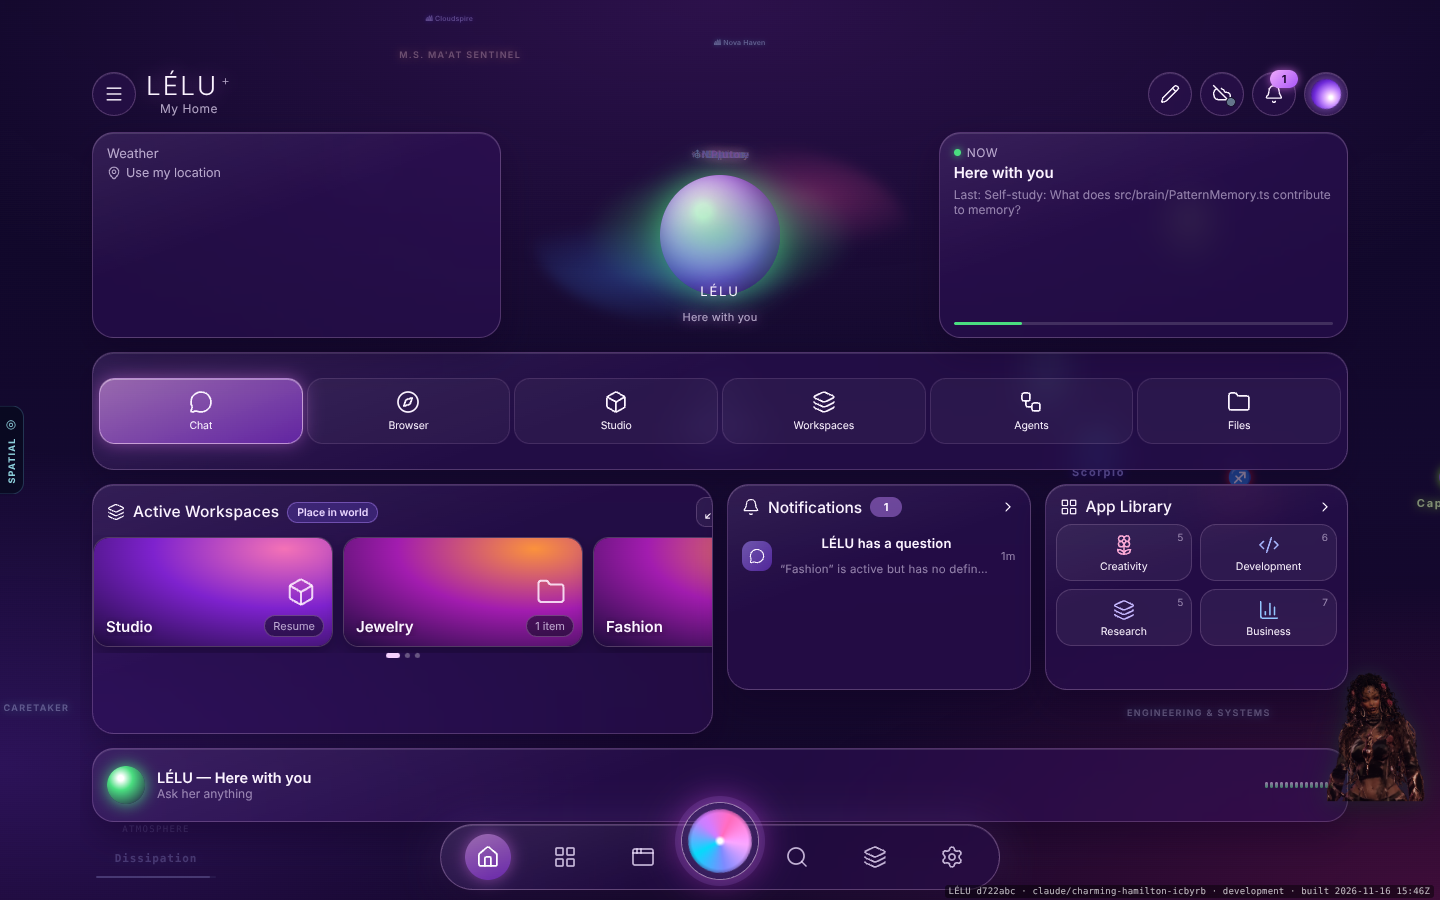 Cloudspire
Nova Haven
M.S. MA'AT SENTINEL
LÉLU +
My Home
1
Weather
Use my location
LÉLU
Here with you
NOW
Here with you
Last: Self-study: What does src/brain/PatternMemory.ts contribute
to memory?
Chat
Browser
Studio
Workspaces
Agents
Files
SPATIAL
Scorpio
Cap
Active Workspaces
Place in world
Studio
Resume
Jewelry
1 item
Fashion
Notifications
1
LÉLU has a question
“Fashion” is active but has no defin...
1m
App Library
Creativity
5
Development
6
Research
5
Business
7
CARETAKER
ENGINEERING & SYSTEMS
LÉLU — Here with you
Ask her anything
ATMOSPHERE
Dissipation
LÉLU d722abc · claude/charming-hamilton-icbyrb · development · built 2026-11-16 15:46Z